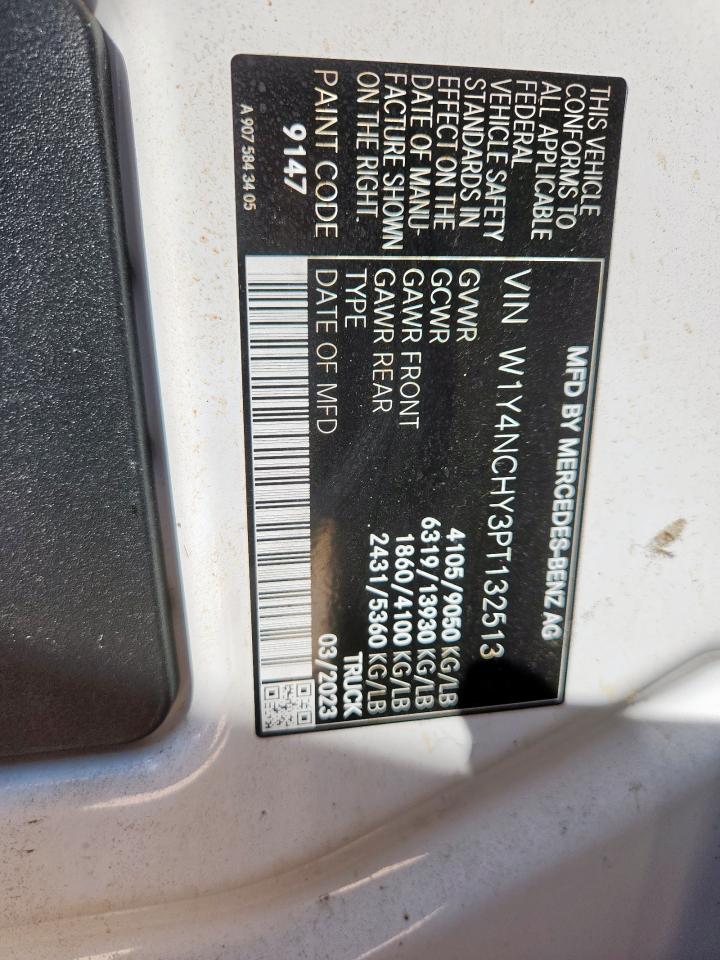 THIS VEHICLE
CONFORMS TO
ALL APPLICABLE
FEDERAL
VEHICLE SAFETY
STANDARDS IN
EFFECT ON THE
DATE OF MANU-
FACTURE SHOWN
ON THE RIGHT.
PAINT CODE
9147
A 907 584 34 05
MFD BY MERCEDES-BENZ AG
VIN W1Y4NCHY3PT132513
GVWR 4105/9050 KG/LB
GCWR 6319/13930 KG/LB
GAWR FRONT 1860/4100 KG/LB
GAWR REAR 2431/5360 KG/LB
TYPE TRUCK
DATE OF MFD 03/2023